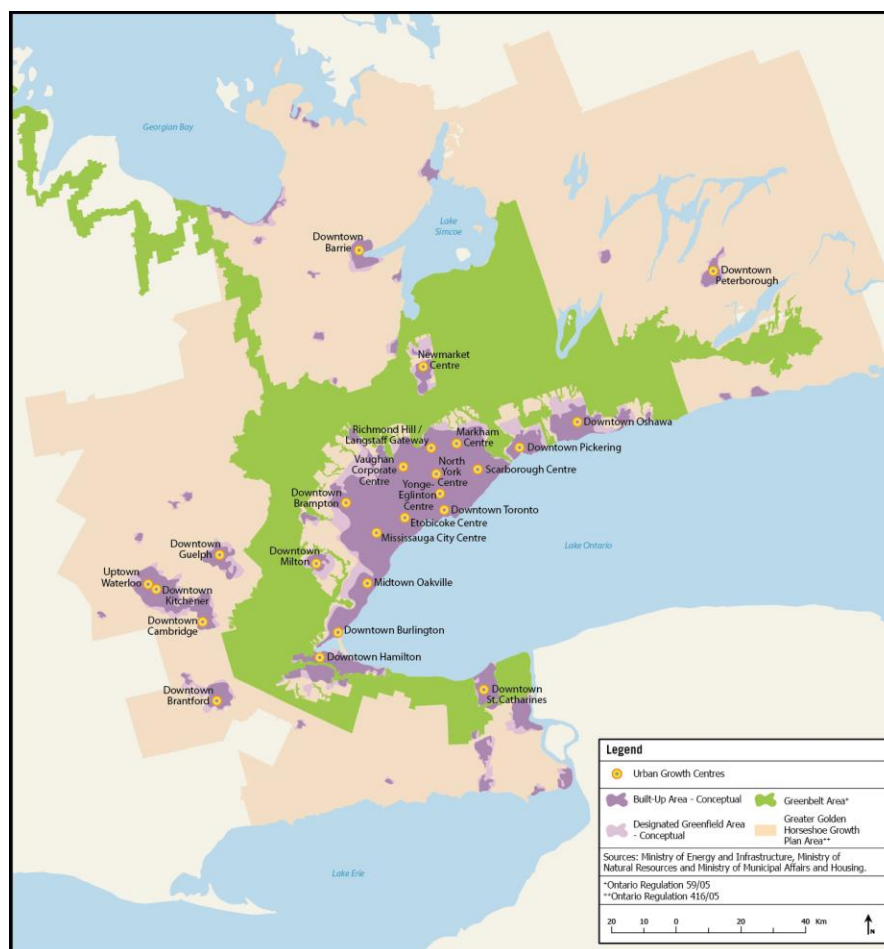 Georgian Bay
Lake
Simcoe
Downtown
Barrie
Downtown
Peterborough
Newmarket
Centre
Richmond Hill /
Langstaff Gateway
Markham
Centre
Downtown Oshawa
Downtown Pickering
Vaughan
Corporate
Centre
North
York
Centre
Scarborough Centre
Yonge-
Eglinton
Centre
Downtown
Brampton
Downtown Toronto
Etobicoke Centre
Mississauga City Centre
Lake Ontario
Downtown
Guelph
Downtown
Milton
Uptown
Waterloo
Downtown
Kitchener
Midtown Oakville
Downtown
Cambridge
Downtown Burlington
Downtown Hamilton
Downtown
Brantford
Downtown
St. Catharines
Lake Erie
Legend
Urban Growth Centres
Built-Up Area - Conceptual
Greenbelt Area*
Designated Greenfield Area
- Conceptual
Greater Golden
Horseshoe Growth
Plan Area**
Sources: Ministry of Energy and Infrastructure, Ministry of
Natural Resources and Ministry of Municipal Affairs and Housing.
*Ontario Regulation 59/05
**Ontario Regulation 416/05
20 10 0 20 40 Km
N